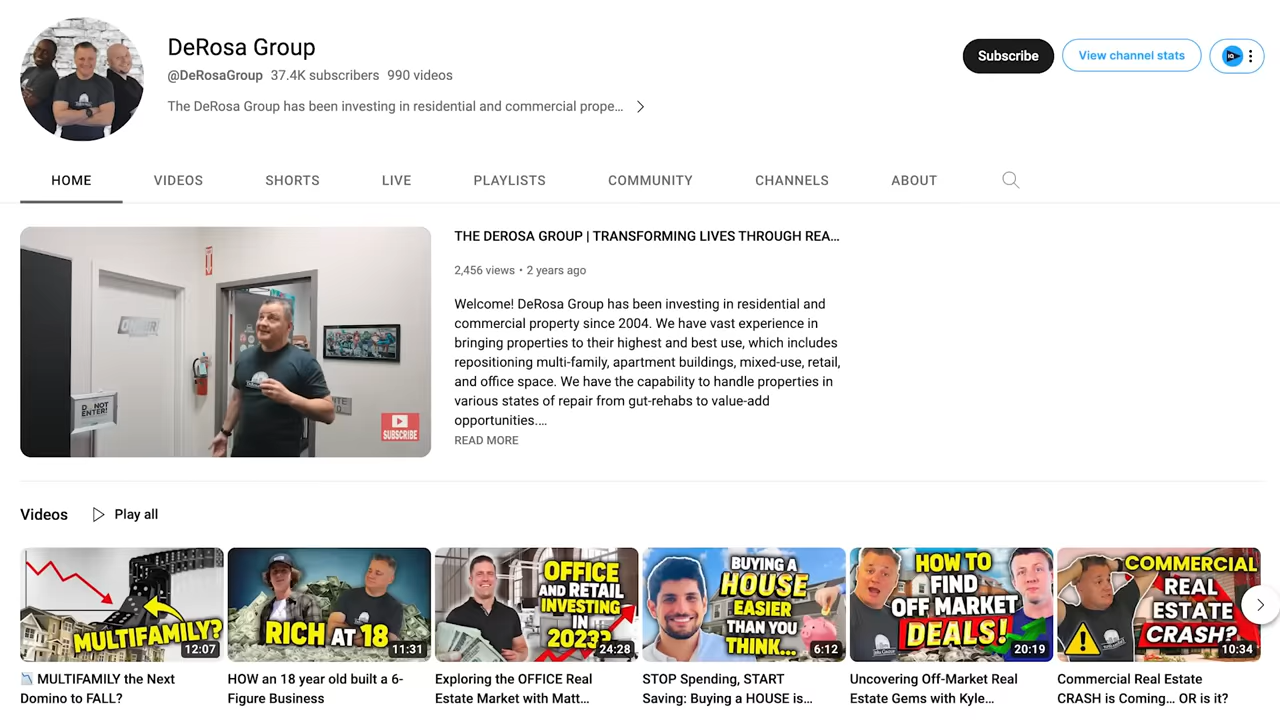 DeRosa Group
@DeRosaGroup 37.4K subscribers 990 videos
The DeRosa Group has been investing in residential and commercial prope...
Subscribe
View channel stats
HOME
VIDEOS
SHORTS
LIVE
PLAYLISTS
COMMUNITY
CHANNELS
ABOUT
DO NOT
ENTER!
SUBSCRIBE
THE DEROSA GROUP | TRANSFORMING LIVES THROUGH REA...
2,456 views • 2 years ago
Welcome! DeRosa Group has been investing in residential and
commercial property since 2004. We have vast experience in
bringing properties to their highest and best use, which includes
repositioning multi-family, apartment buildings, mixed-use, retail,
and office space. We have the capability to handle properties in
various states of repair from gut-rehabs to value-add
opportunities....
READ MORE
Videos
Play all
MULTIFAMILY?
12:07
MULTIFAMILY the Next
Domino to FALL?
RICH AT 18
11:31
HOW an 18 year old built a 6-
Figure Business
OFFICE
AND RETAIL
INVESTING
IN
2023?
24:28
Exploring the OFFICE Real
Estate Market with Matt...
BUYING A
HOUSE
EASIER
THAN YOU
THINK...
6:12
STOP Spending, START
Saving: Buying a HOUSE is...
HOW TO
FIND
OFF MARKET
DEALS!
20:19
Uncovering Off-Market Real
Estate Gems with Kyle...
COMMERCIAL
REAL
ESTATE
CRASH?
10:34
Commercial Real Estate
CRASH is Coming... OR is it?